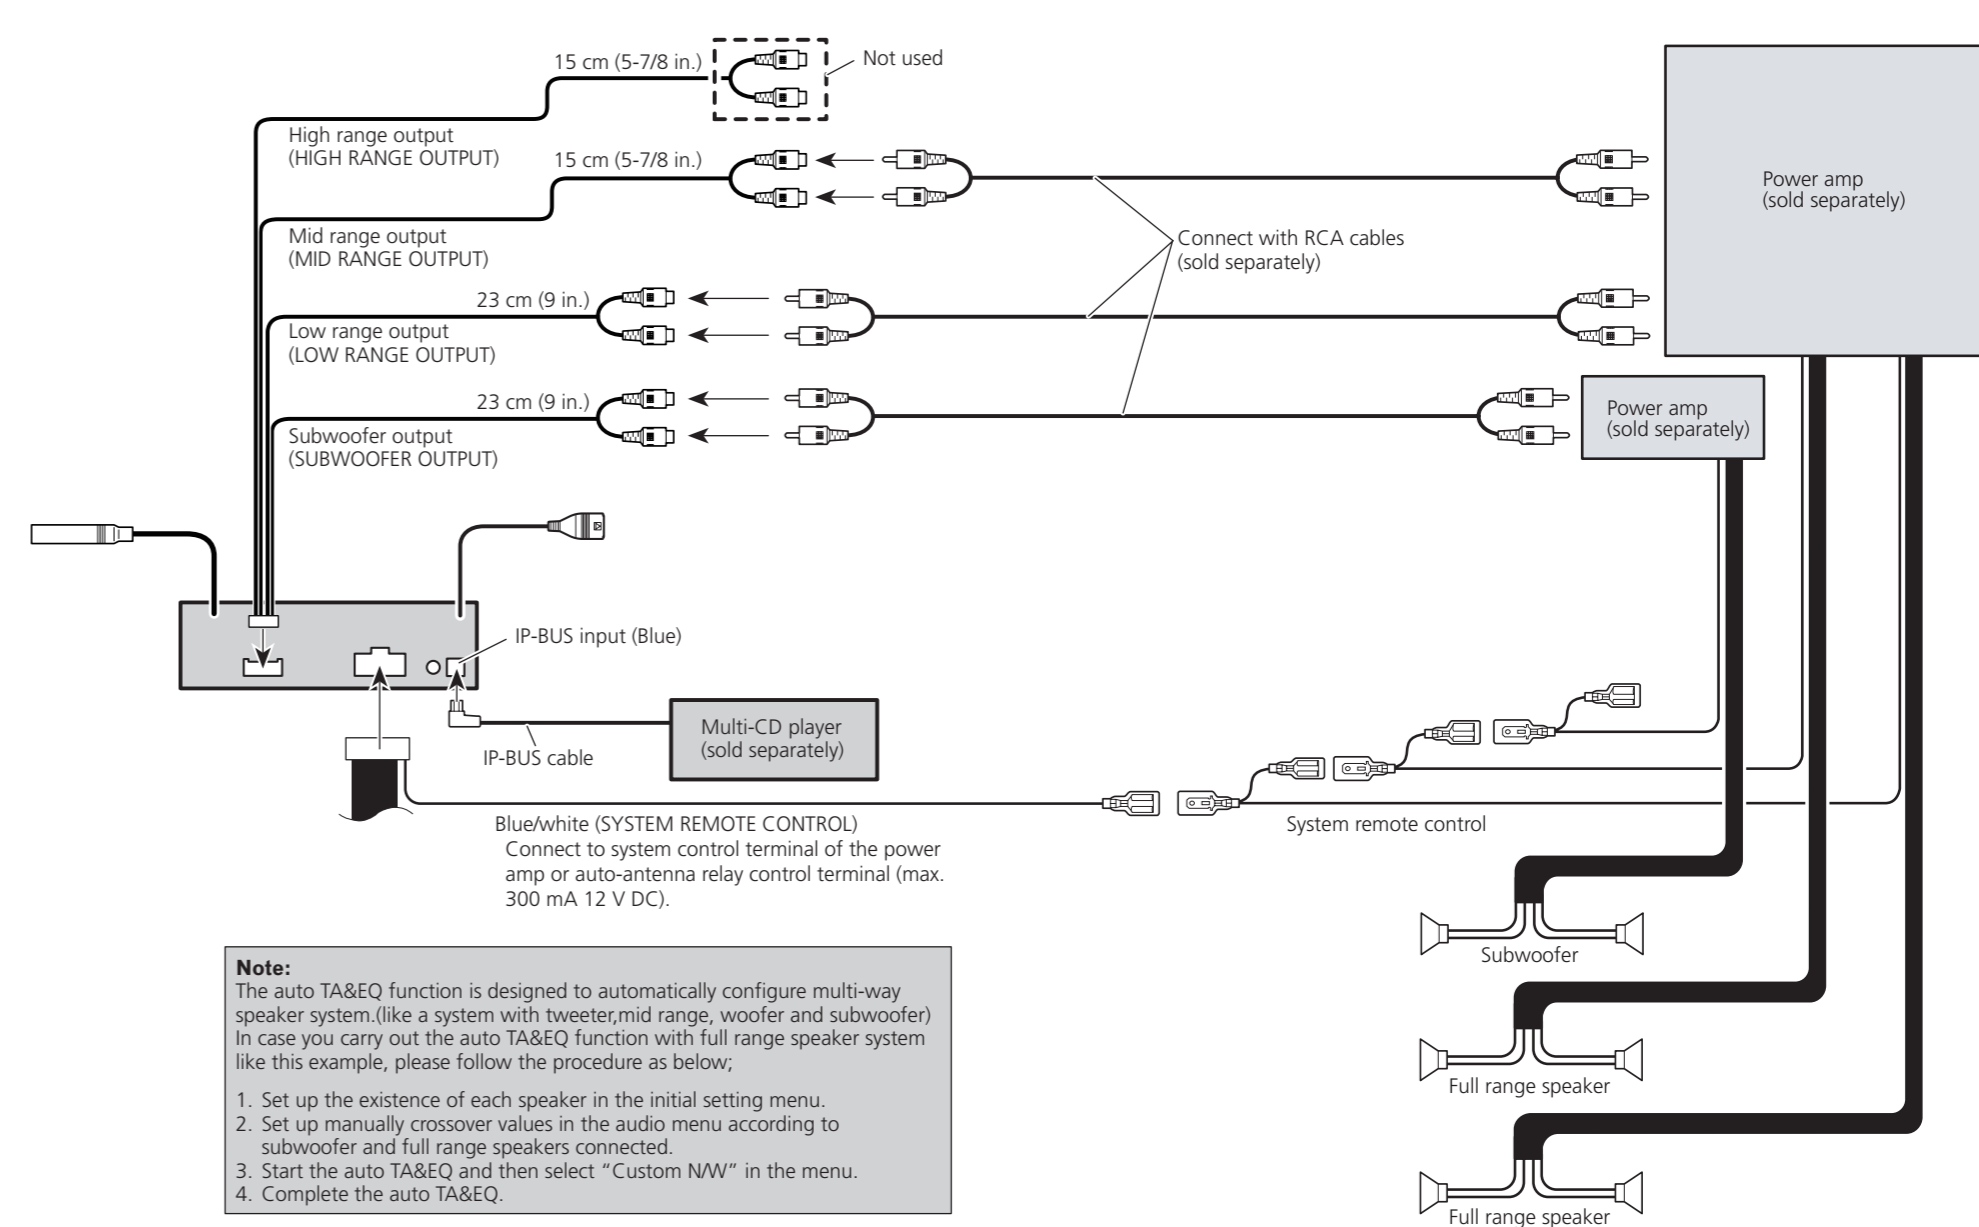 15 cm (5-7/8 in.)
Not used
High range output
(HIGH RANGE OUTPUT)
15 cm (5-7/8 in.)
Power amp
(sold separately)
Mid range output
(MID RANGE OUTPUT)
Connect with RCA cables
(sold separately)
23 cm (9 in.)
Low range output
(LOW RANGE OUTPUT)
23 cm (9 in.)
Power amp
(sold separately)
Subwoofer output
(SUBWOOFER OUTPUT)
IP-BUS input (Blue)
Multi-CD player
(sold separately)
IP-BUS cable
Blue/white (SYSTEM REMOTE CONTROL)
Connect to system control terminal of the power
amp or auto-antenna relay control terminal (max.
300 mA 12 V DC).
System remote control
Subwoofer
Full range speaker
Full range speaker
Note:
The auto TA&EQ function is designed to automatically configure multi-way
speaker system.(like a system with tweeter,mid range, woofer and subwoofer)
In case you carry out the auto TA&EQ function with full range speaker system
like this example, please follow the procedure as below;
1. Set up the existence of each speaker in the initial setting menu.
2. Set up manually crossover values in the audio menu according to
subwoofer and full range speakers connected.
3. Start the auto TA&EQ and then select “Custom N/W” in the menu.
4. Complete the auto TA&EQ.